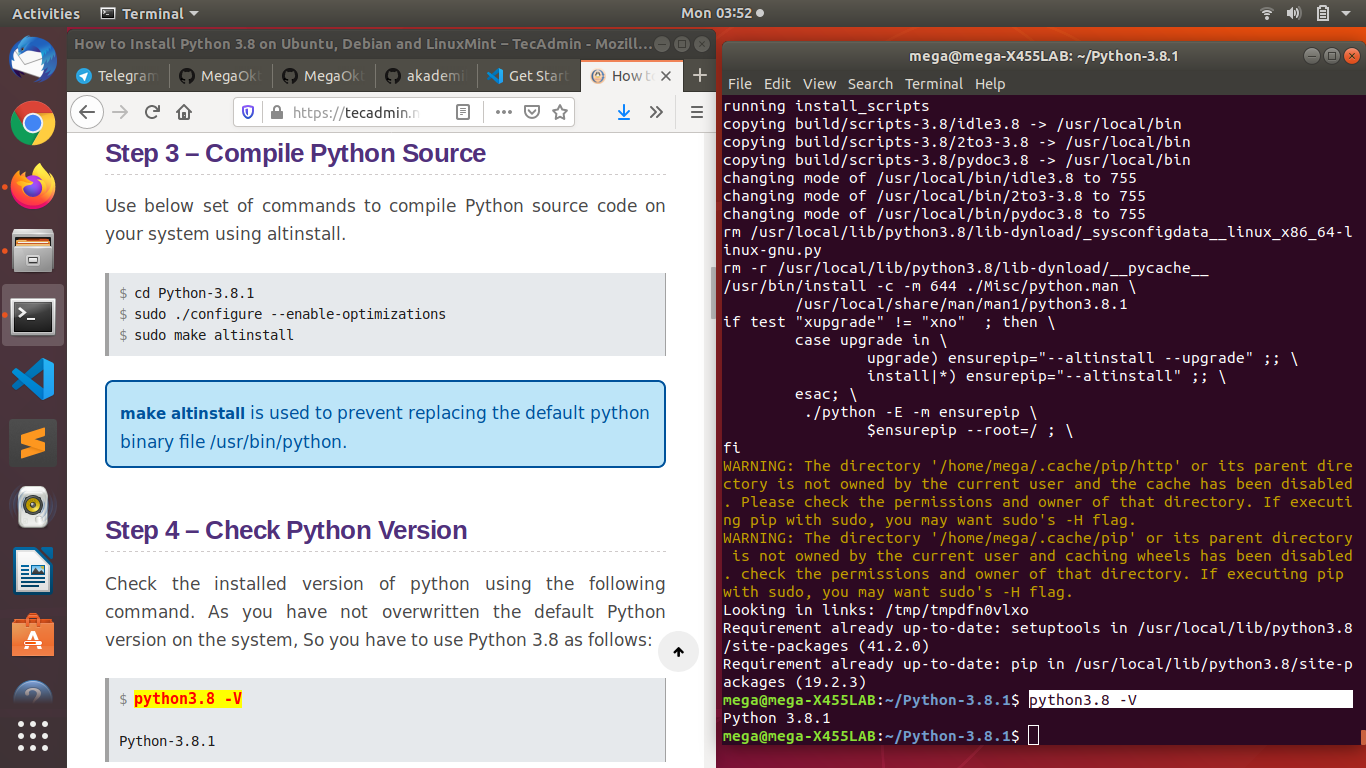 Activities
Terminal
Mon 03:52
How to Install Python 3.8 on Ubuntu, Debian and LinuxMint – TecAdmin - Mozill...
Telegram
MegaOk
MegaOk
akadem
Get Start
How to
https://tecadmin.n
Step 3 – Compile Python Source
Use below set of commands to compile Python source code on
your system using altinstall.
$ cd Python-3.8.1
$ sudo ./configure --enable-optimizations
$ sudo make altinstall
make altinstall is used to prevent replacing the default python
binary file /usr/bin/python.
Step 4 – Check Python Version
Check the installed version of python using the following
command. As you have not overwritten the default Python
version on the system, So you have to use Python 3.8 as follows:
$ python3.8 -V
Python-3.8.1
mega@mega-X455LAB: ~/Python-3.8.1
File Edit View Search Terminal Help
running install_scripts
copying build/scripts-3.8/idle3.8 -> /usr/local/bin
copying build/scripts-3.8/2to3-3.8 -> /usr/local/bin
copying build/scripts-3.8/pydoc3.8 -> /usr/local/bin
changing mode of /usr/local/bin/idle3.8 to 755
changing mode of /usr/local/bin/2to3-3.8 to 755
changing mode of /usr/local/bin/pydoc3.8 to 755
rm /usr/local/lib/python3.8/lib-dynload/_sysconfigdata__linux_x86_64-l
inux-gnu.py
rm -r /usr/local/lib/python3.8/lib-dynload/__pycache__
/usr/bin/install -c -m 644 ./Misc/python.man \
/usr/local/share/man/man1/python3.8.1
if test "xupgrade" != "xno"  ; then \
case upgrade in \
upgrade) ensurepip="--altinstall --upgrade" ;; \
install|*) ensurepip="--altinstall" ;; \
esac; \
./python -E -m ensurepip \
$ensurepip --root=/ ; \
fi
WARNING: The directory '/home/mega/.cache/pip/http' or its parent dire
ctory is not owned by the current user and the cache has been disabled
. Please check the permissions and owner of that directory. If executi
ng pip with sudo, you may want sudo's -H flag.
WARNING: The directory '/home/mega/.cache/pip' or its parent directory
is not owned by the current user and caching wheels has been disabled
. check the permissions and owner of that directory. If executing pip
with sudo, you may want sudo's -H flag.
Looking in links: /tmp/tmpdfn0vlxo
Requirement already up-to-date: setuptools in /usr/local/lib/python3.8
/site-packages (41.2.0)
Requirement already up-to-date: pip in /usr/local/lib/python3.8/site-p
ackages (19.2.3)
mega@mega-X455LAB:~/Python-3.8.1$ python3.8 -V
Python 3.8.1
mega@mega-X455LAB:~/Python-3.8.1$